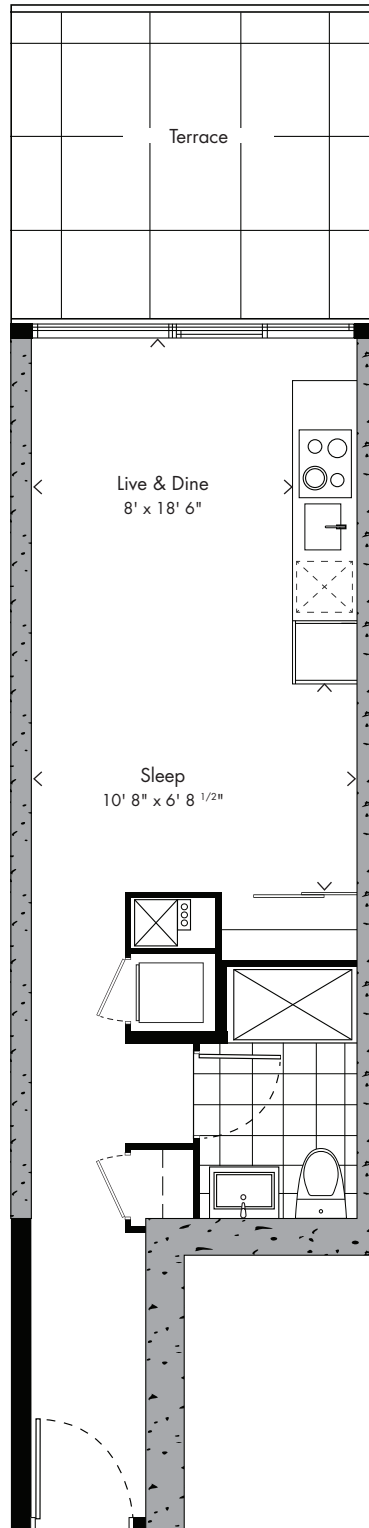 Terrace
Live & Dine
8' x 18' 6"
Sleep
10' 8" x 6' 8 1/2"